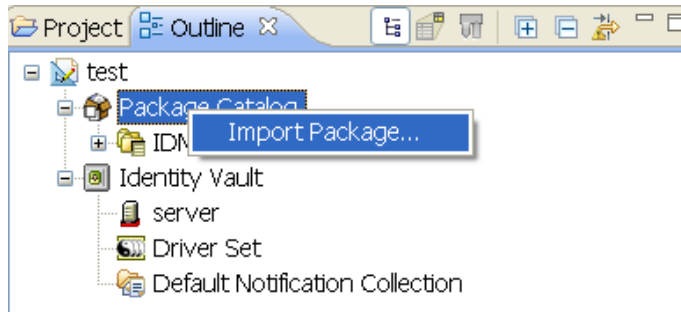 Project Outline
test
Package Catalog
Import Package...
IDM
Identity Vault
server
Driver Set
Default Notification Collection